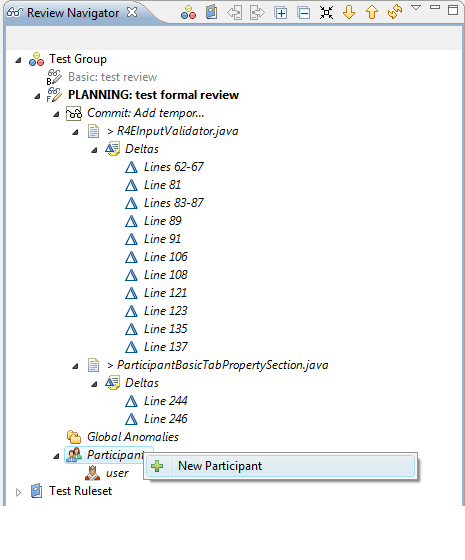 Review Navigator
Test Group
Basic: test review
PLANNING: test formal review
Commit: Add tempor...
> R4EInputValidator.java
Deltas
Lines 62-67
Line 81
Lines 83-87
Line 89
Line 91
Line 106
Line 108
Line 121
Line 123
Line 135
Line 137
> ParticipantBasicTabPropertySection.java
Deltas
Line 244
Line 246
Global Anomalies
Participant
New Participant
user
Test Ruleset